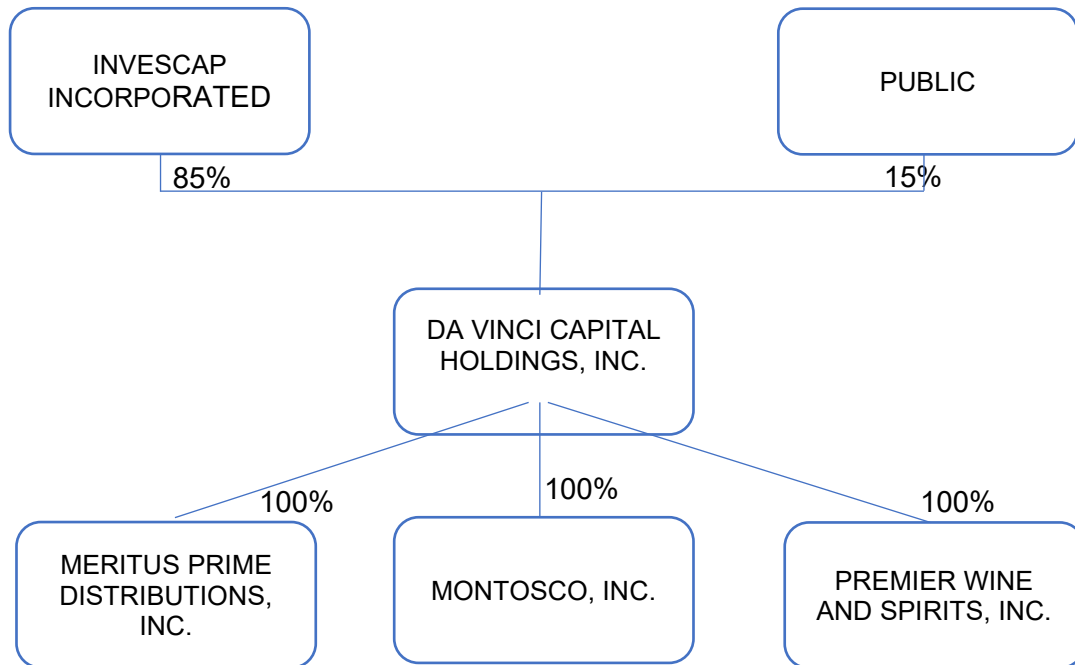 INVESCAP
INCORPORATED
PUBLIC
85%
15%
DA VINCI CAPITAL
HOLDINGS, INC.
100%
100%
100%
MERITUS PRIME
DISTRIBUTIONS,
INC.
MONTOSCO, INC.
PREMIER WINE
AND SPIRITS, INC.